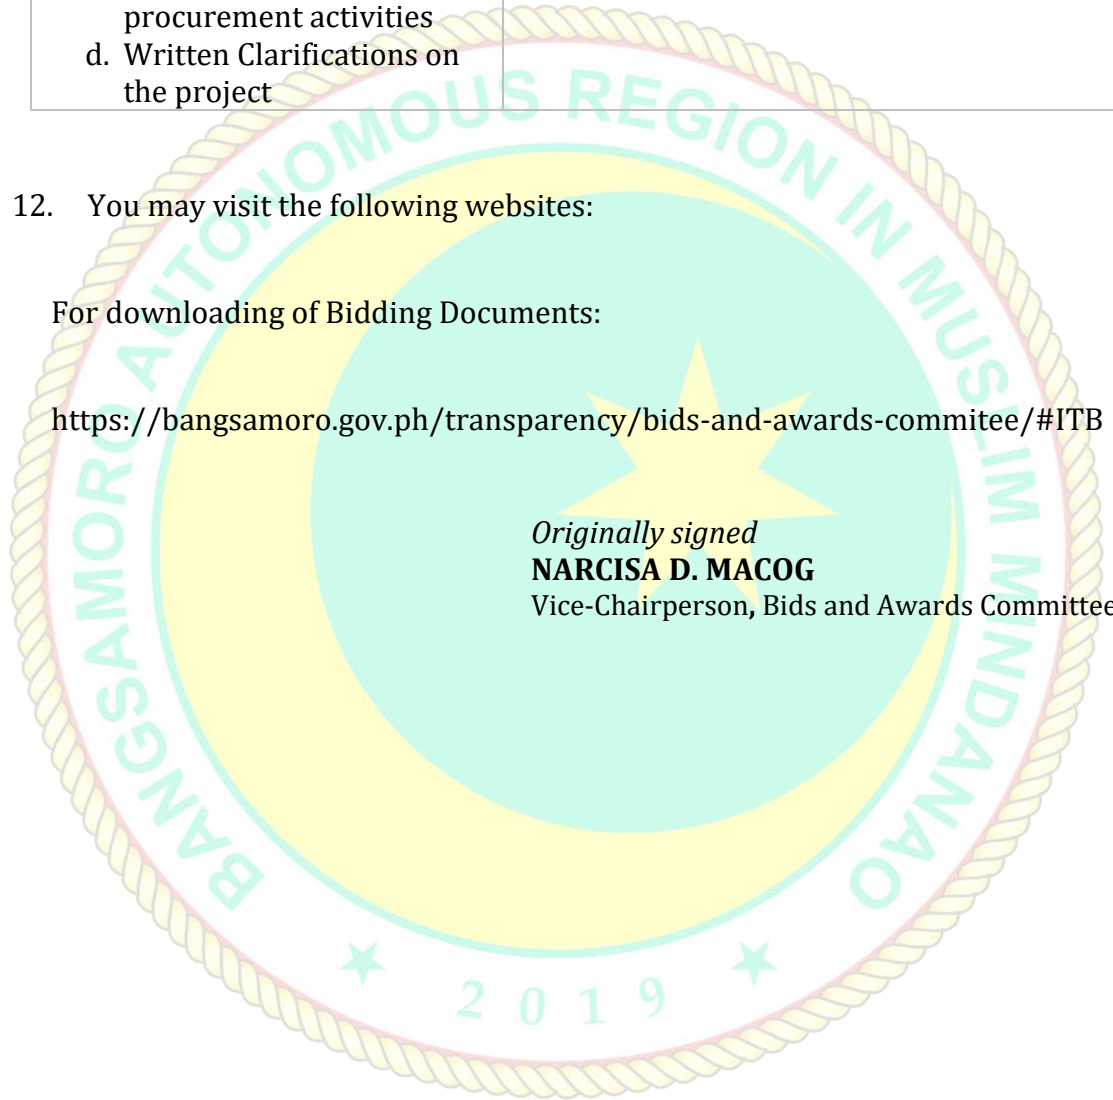 procurement activities
d. Written Clarifications on
the project
12. You may visit the following websites:
For downloading of Bidding Documents:
https://bangsamoro.gov.ph/transparency/bids-and-awards-commitee/#ITB
Originally signed
NARCISA D. MACOG
Vice-Chairperson, Bids and Awards Committee
BANGSAMORO AUTONOMOUS REGION IN MUSLIM MINDANAO
2019